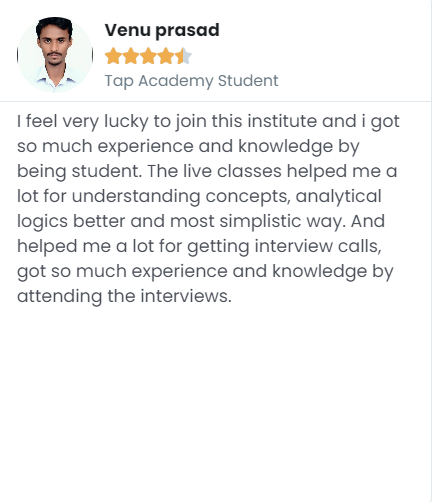 Venu prasad
Tap Academy Student
I feel very lucky to join this institute and i got
so much experience and knowledge by
being student. The live classes helped me a
lot for understanding concepts, analytical
logics better and most simplistic way. And
helped me a lot for getting interview calls,
got so much experience and knowledge by
attending the interviews.